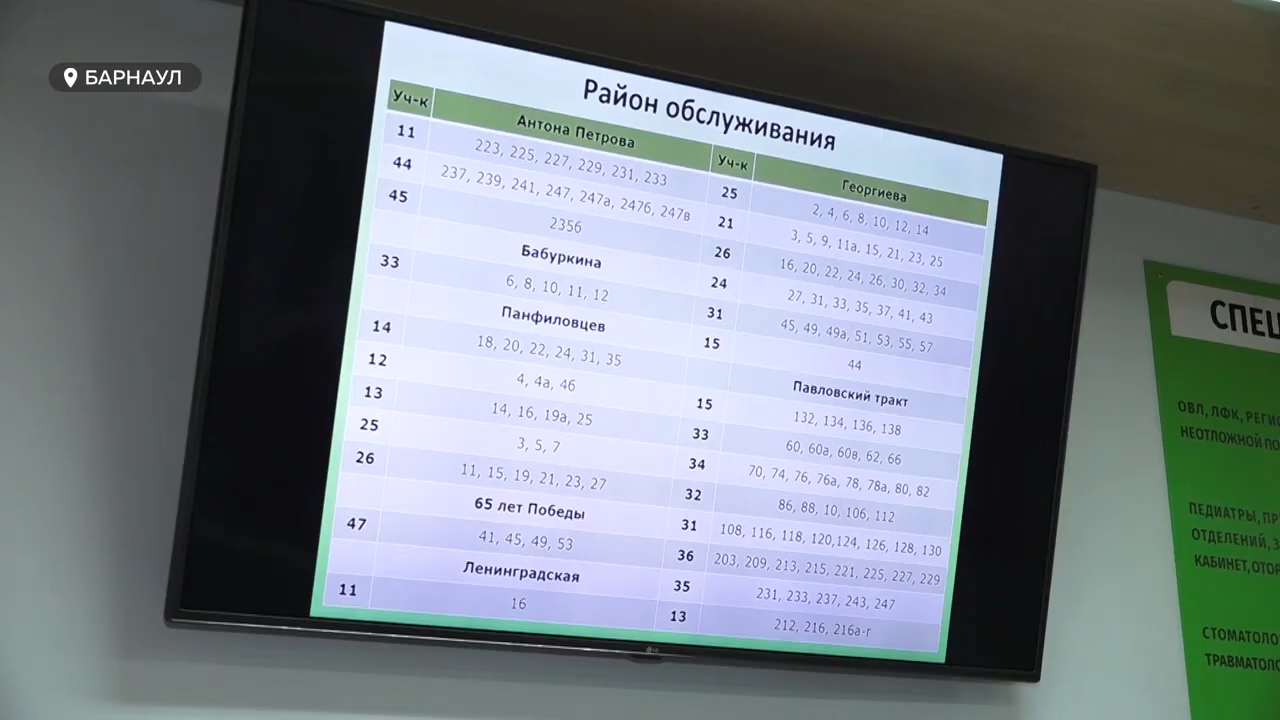 БАРНАУЛ
Район обслуживания
Уч-к Антона Петрова
11 223, 225, 227, 229, 231, 233
44 237, 239, 241, 247, 247а, 247б, 247в
45 235б
Бабуркина
33 6, 8, 10, 11, 12
Панфиловцев
14 18, 20, 22, 24, 31, 35
12 4, 4а, 46
13 14, 16, 19а, 25
25 3, 5, 7
26 11, 15, 19, 21, 23, 27
65 лет Победы
47 41, 45, 49, 53
Ленинградская
11 16
Уч-к Георгиева
25 2, 4, 6, 8, 10, 12, 14
21 3, 5, 9, 11а, 15, 21, 23, 25
26 16, 20, 22, 24, 26, 30, 32, 34
24 27, 31, 33, 35, 37, 41, 43
31 45, 49, 49а, 51, 53, 55, 57
15 44
Павловский тракт
15 132, 134, 136, 138
33 60, 60а, 60в, 62, 66
34 70, 74, 76, 76а, 78, 78а, 80, 82
32 86, 88, 10, 106, 112
31 108, 116, 118, 120,124, 126, 128, 130
36 203, 209, 213, 215, 221, 225, 227, 229
35 231, 233, 237, 243, 247
13 212, 216, 216а-г
LG
СПЕЦ
ОВП, ЛФК, РЕГИС
НЕОТЛОЖНОЙ ПО
ПЕДИАТРЫ, ПР
ОТДЕЛЕНИЙ, З
КАБИНЕТ, ОТОР
СТОМАТОЛО
ТРАВМАТОЛО